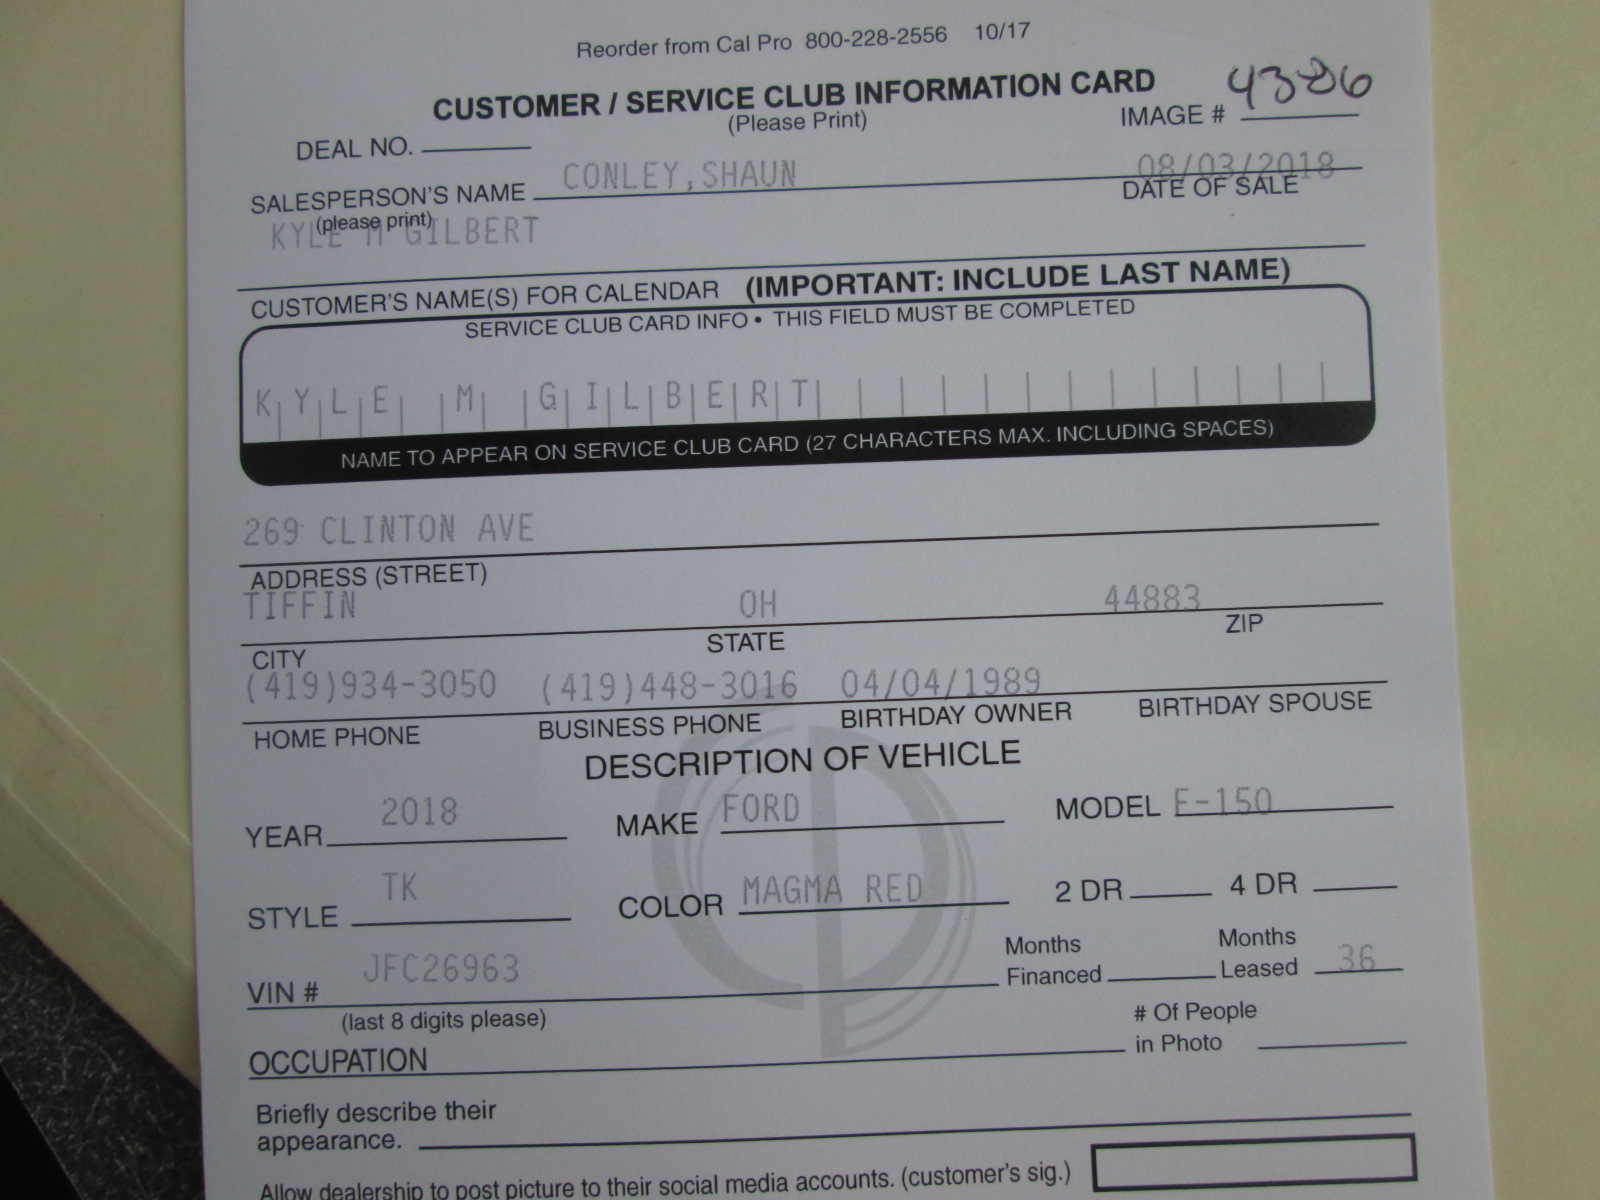 Reorder from Cal Pro 800-228-2556 10/17
CUSTOMER / SERVICE CLUB INFORMATION CARD
(Please Print)
IMAGE #
DEAL NO.
SALESPERSON'S NAME CONLEY,SHAUN 08/03/2018
(please print) DATE OF SALE
KYLE M GILBERT
CUSTOMER'S NAME(S) FOR CALENDAR (IMPORTANT: INCLUDE LAST NAME)
SERVICE CLUB CARD INFO • THIS FIELD MUST BE COMPLETED
KYLE M GILBERT
NAME TO APPEAR ON SERVICE CLUB CARD (27 CHARACTERS MAX. INCLUDING SPACES)
269 CLINTON AVE
ADDRESS (STREET)
TIFFIN OH 44883
CITY STATE ZIP
(419)934-3050 (419)448-3016 04/04/1989
HOME PHONE BUSINESS PHONE BIRTHDAY OWNER BIRTHDAY SPOUSE
DESCRIPTION OF VEHICLE
YEAR 2018 MAKE FORD MODEL F-150
STYLE TK COLOR MAGMA RED 2 DR 4 DR
VIN # JFC26963 Months Financed Months Leased 36
(last 8 digits please)
OCCUPATION # Of People in Photo
Briefly describe their
appearance.
Allow dealership to post picture to their social media accounts. (customer's sig.)